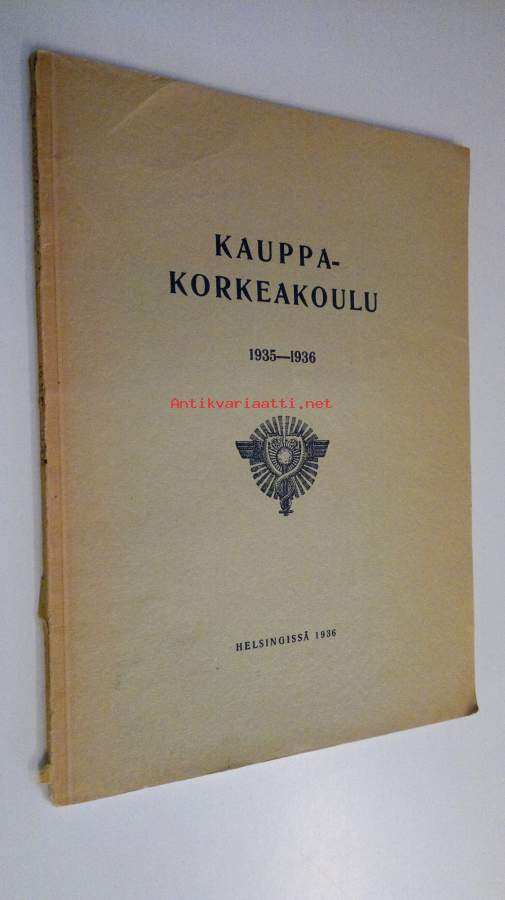 KAUPPA-
KORKEAKOULU
1935—1936
Antikvariaatti.net
HELSINGISSÄ 1936